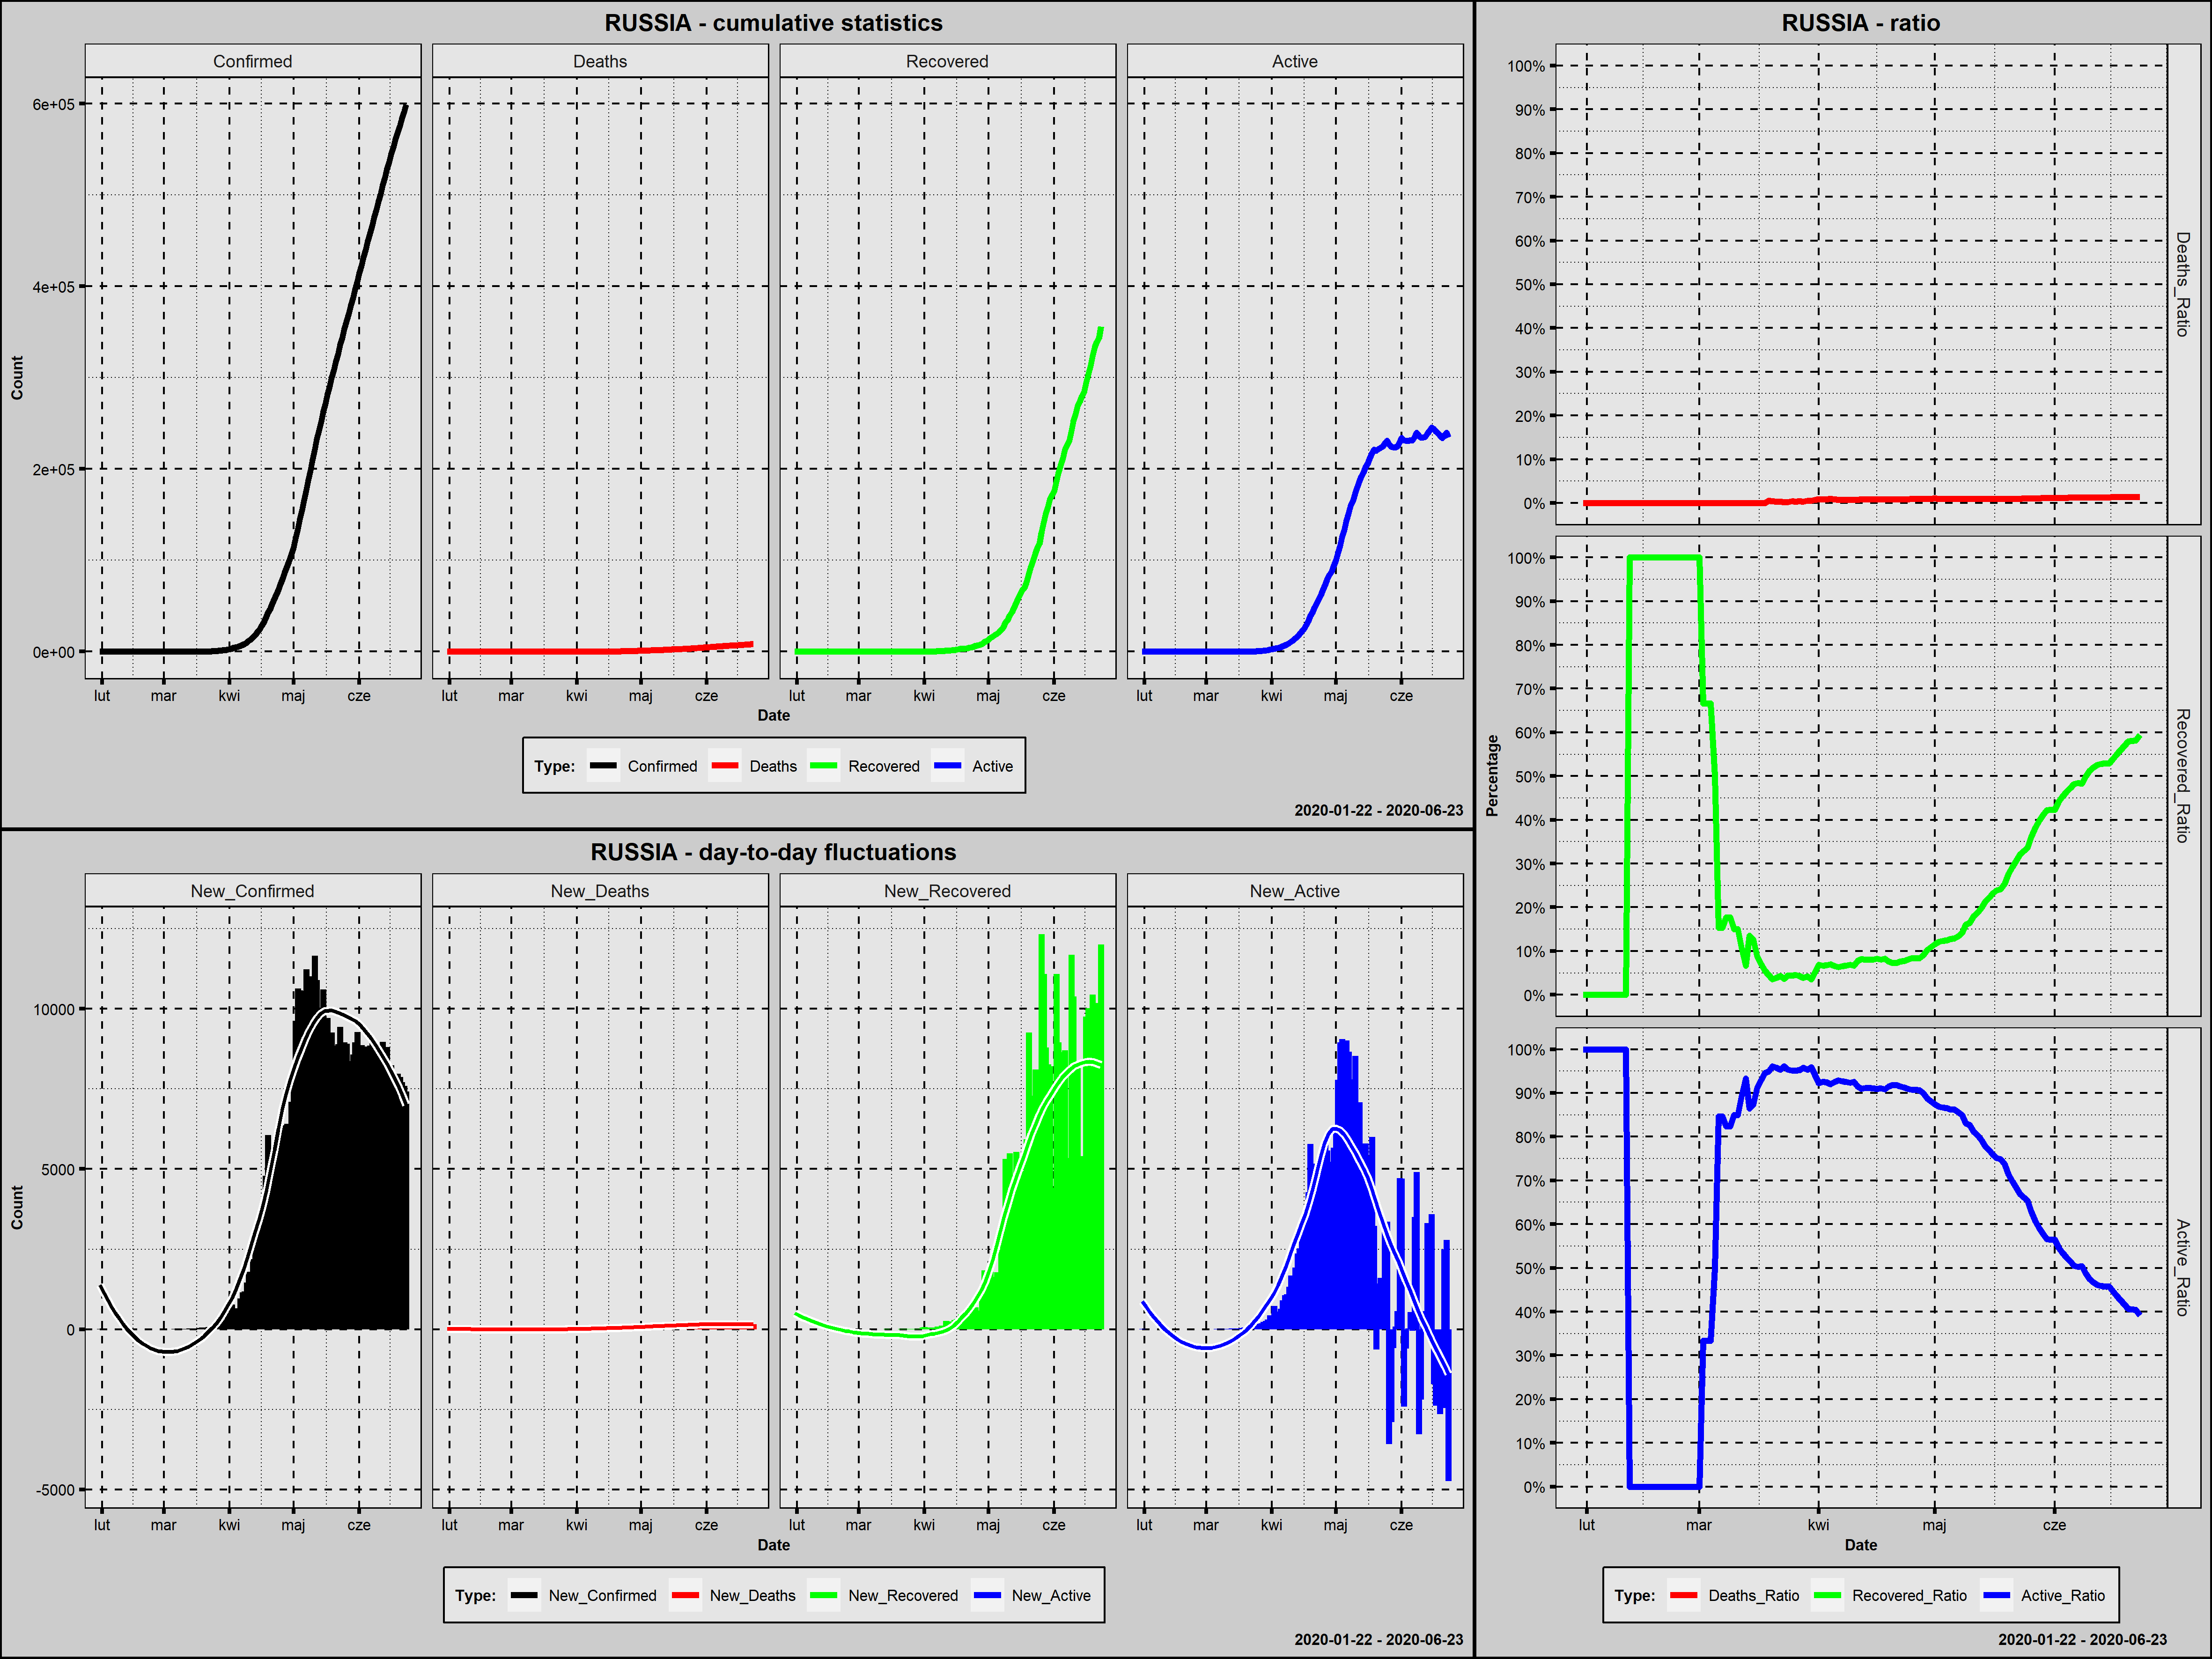 RUSSIA - cumulative statistics
Confirmed Deaths Recovered Active
Count
6e+05
4e+05
2e+05
0e+00
lut mar kwi maj cze lut mar kwi maj cze lut mar kwi maj cze lut mar kwi maj cze
Date
Type: Confirmed Deaths Recovered Active
2020-01-22 - 2020-06-23
RUSSIA - day-to-day fluctuations
New_Confirmed New_Deaths New_Recovered New_Active
Count
10000
5000
0
-5000
lut mar kwi maj cze lut mar kwi maj cze lut mar kwi maj cze lut mar kwi maj cze
Date
Type: New_Confirmed New_Deaths New_Recovered New_Active
2020-01-22 - 2020-06-23
RUSSIA - ratio
Percentage
100%
90%
80%
70%
60%
50%
40%
30%
20%
10%
0%
Deaths_Ratio
100%
90%
80%
70%
60%
50%
40%
30%
20%
10%
0%
Recovered_Ratio
100%
90%
80%
70%
60%
50%
40%
30%
20%
10%
0%
Active_Ratio
lut mar kwi maj cze
Date
Type: Deaths_Ratio Recovered_Ratio Active_Ratio
2020-01-22 - 2020-06-23